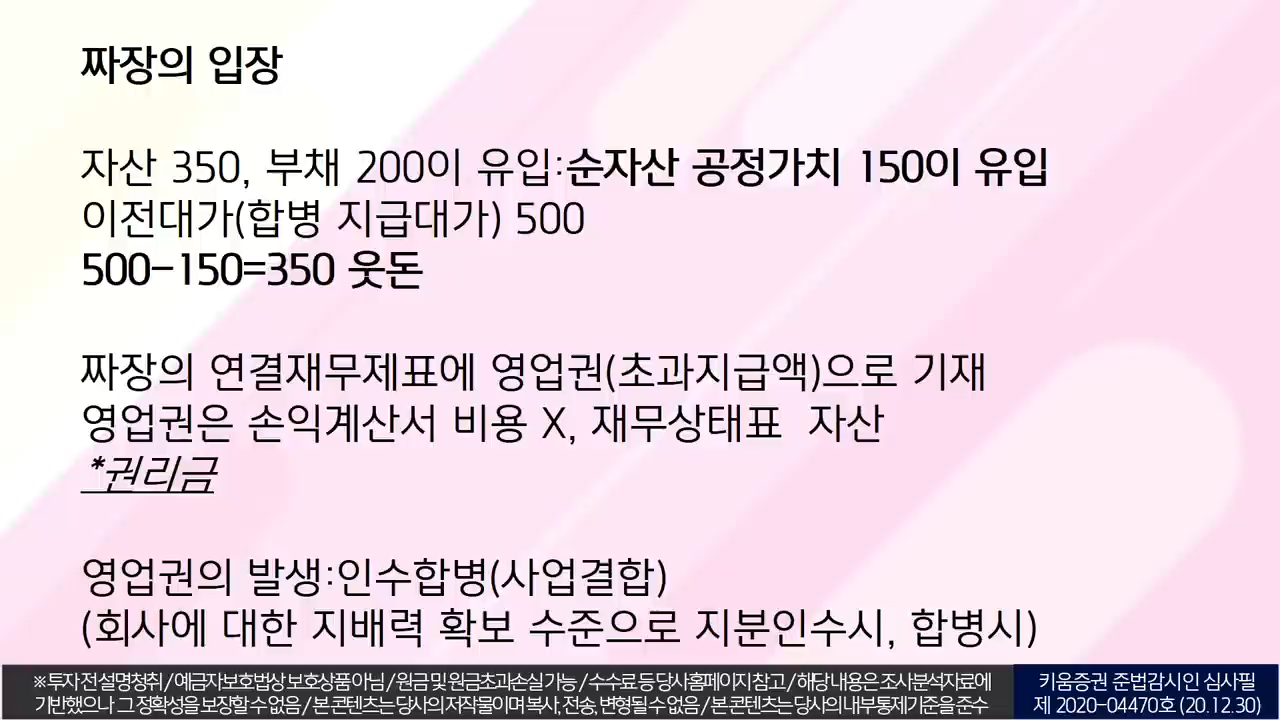 짜장의 입장
자산 350, 부채 200이 유입:순자산 공정가치 150이 유입
이전대가(합병 지급대가) 500
500-150=350 웃돈
짜장의 연결재무제표에 영업권(초과지급액)으로 기재
영업권은 손익계산서 비용 X, 재무상태표 자산
*권리금
영업권의 발생:인수합병(사업결합)
(회사에 대한 지배력 확보 수준으로 지분인수시, 합병시)
※ 투자 전 설명청취 / 예금자보호법상 보호상품 아님 / 원금 및 원금초과손실 가능 / 수수료 등 당사홈페이지 참고 / 해당 내용은 조사분석자료에
기반했으나 그 정확성을 보장할 수 없음 / 본 콘텐츠는 당사의 저작물이며 복사, 전송, 변형될 수 없음 / 본 콘텐츠는 당사의 내부통제기준을 준수
키움증권 준법감시인 심사필
제 2020-04470호 (20.12.30)